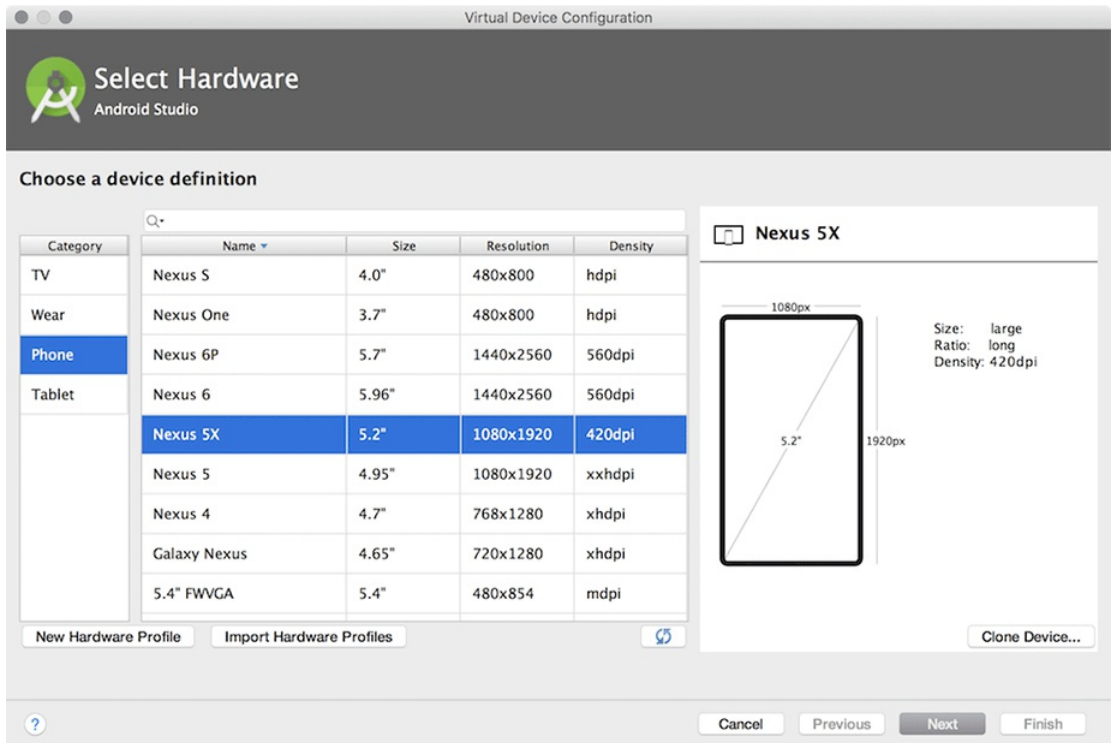 Virtual Device Configuration
Select Hardware
Android Studio
Choose a device definition
Category
Name Size Resolution Density
TV
Wear
Phone
Tablet
Nexus S 4.0" 480x800 hdpi
Nexus One 3.7" 480x800 hdpi
Nexus 6P 5.7" 1440x2560 560dpi
Nexus 6 5.96" 1440x2560 560dpi
Nexus 5X 5.2" 1080x1920 420dpi
Nexus 5 4.95" 1080x1920 xxhdpi
Nexus 4 4.7" 768x1280 xhdpi
Galaxy Nexus 4.65" 720x1280 xhdpi
5.4" FWVGA 5.4" 480x854 mdpi
New Hardware Profile Import Hardware Profiles
Nexus 5X
1080px
5.2"
1920px
Size: large
Ratio: long
Density: 420dpi
Clone Device...
? Cancel Previous Next Finish